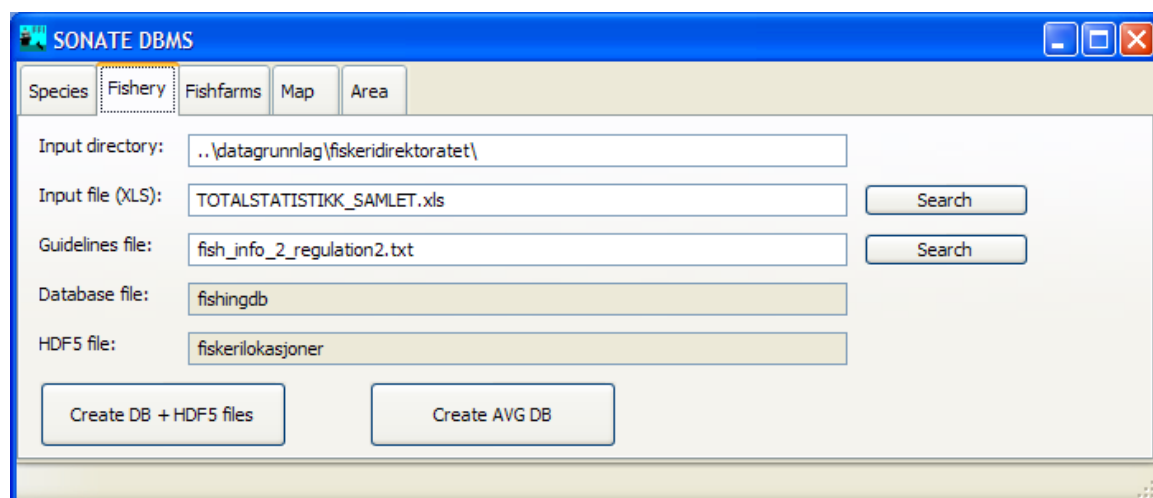 SONATE DBMS
Species Fishery Fishfarms Map Area
Input directory: ..\datagrunnlag\fiskeridirektoratet\
Input file (XLS): TOTALSTATISTIKK_SAMLET.xls Search
Guidelines file: fish_info_2_regulation2.txt Search
Database file: fishingdb
HDF5 file: fiskerilokasjoner
Create DB + HDF5 files Create AVG DB